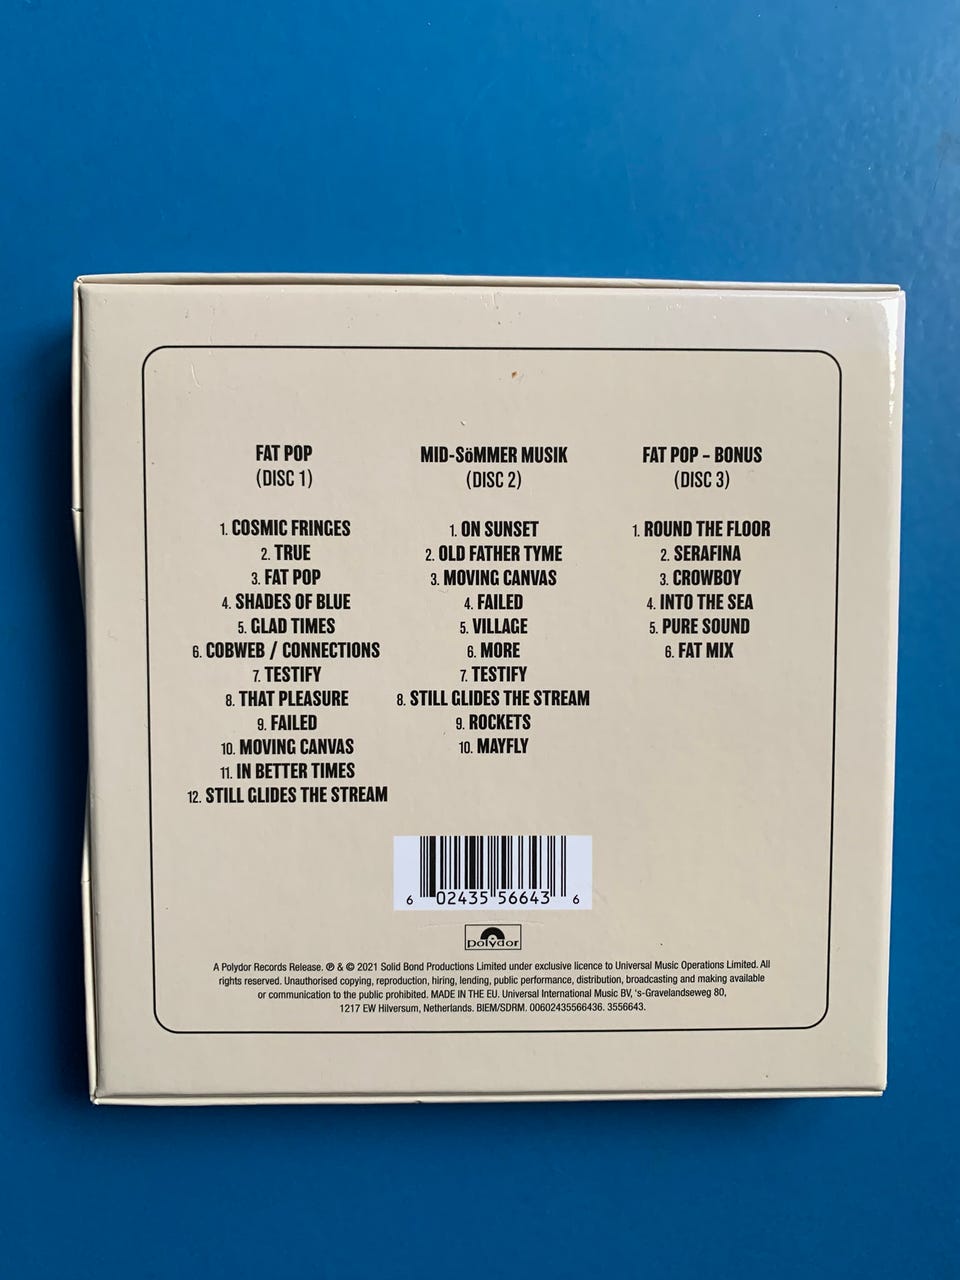 FAT POP
(DISC 1)
1. COSMIC FRINGES
2. TRUE
3. FAT POP
4. SHADES OF BLUE
5. GLAD TIMES
6. COBWEB / CONNECTIONS
7. TESTIFY
8. THAT PLEASURE
9. FAILED
10. MOVING CANVAS
11. IN BETTER TIMES
12. STILL GLIDES THE STREAM
MID-SöMMER MUSIK
(DISC 2)
1. ON SUNSET
2. OLD FATHER TYME
3. MOVING CANVAS
4. FAILED
5. VILLAGE
6. MORE
7. TESTIFY
8. STILL GLIDES THE STREAM
9. ROCKETS
10. MAYFLY
FAT POP – BONUS
(DISC 3)
1. ROUND THE FLOOR
2. SERAFINA
3. CROWBOY
4. INTO THE SEA
5. PURE SOUND
6. FAT MIX
6 02435 56643 6
polydor
A Polydor Records Release. ℗ & © 2021 Solid Bond Productions Limited under exclusive licence to Universal Music Operations Limited. All
rights reserved. Unauthorised copying, reproduction, hiring, lending, public performance, distribution, broadcasting and making available
or communication to the public prohibited. MADE IN THE EU. Universal International Music BV, 's-Gravelandseweg 80,
1217 EW Hilversum, Netherlands. BIEM/SDRM. 00602435566436. 3556643.